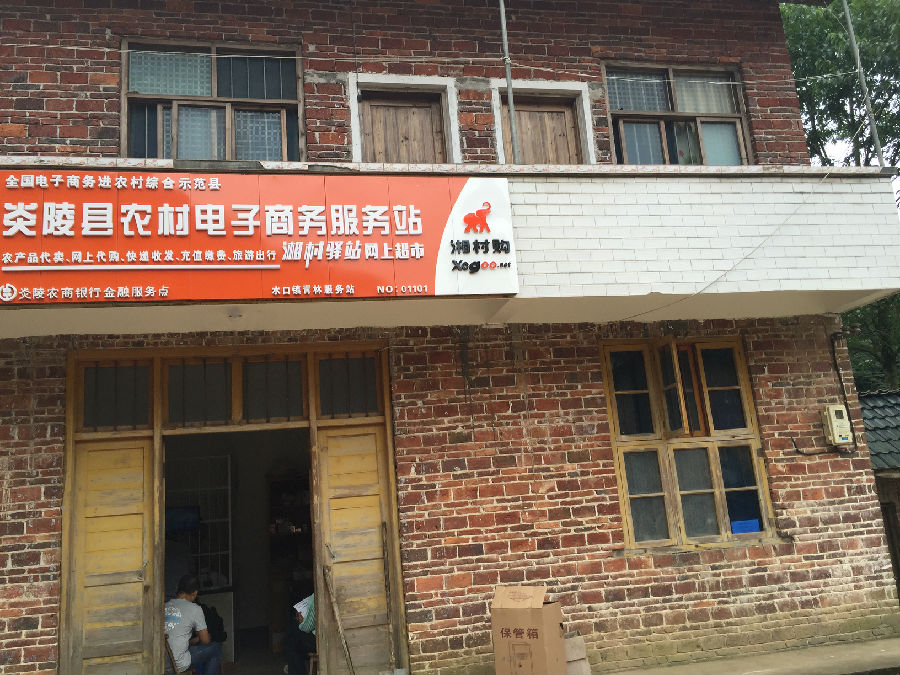 全国电子商务进农村综合示范县
炎陵县农村电子商务服务站
农产品代卖、网上代购、快递收发、充值缴费、旅游出行 湘村驿站 网上超市
炎陵农商银行金融服务点
水口镇青林服务站 NO:01101
湘村购
Xcgoo.net
保管箱